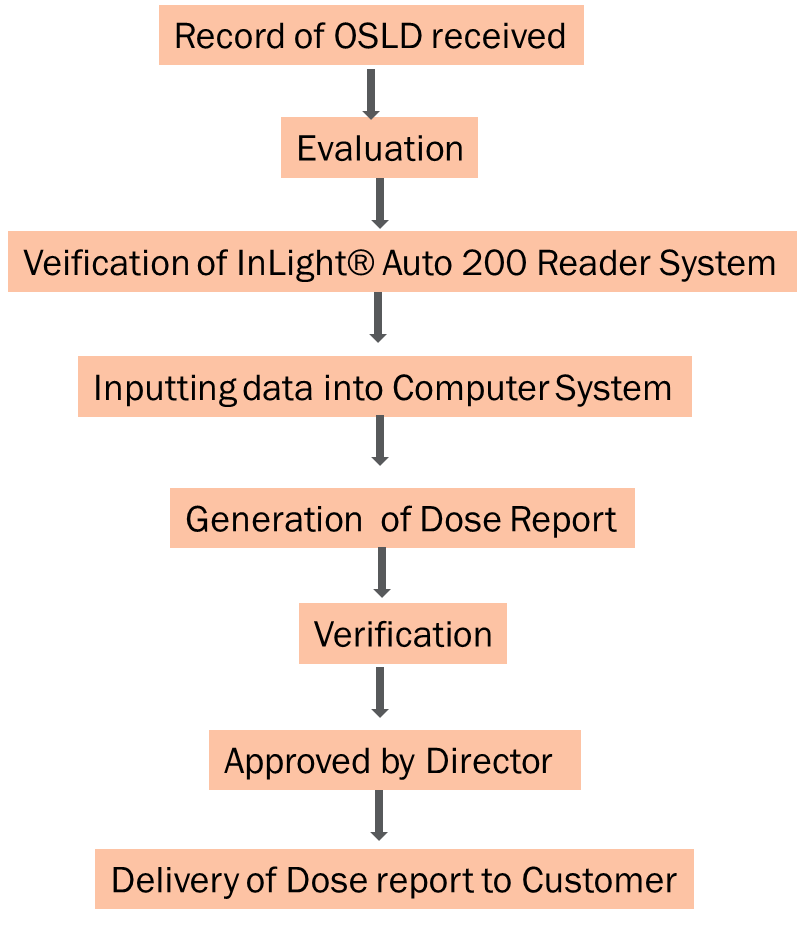 Record of OSLD received
Evaluation
Veification of InLight® Auto 200 Reader System
Inputting data into Computer System
Generation of Dose Report
Verification
Approved by Director
Delivery of Dose report to Customer